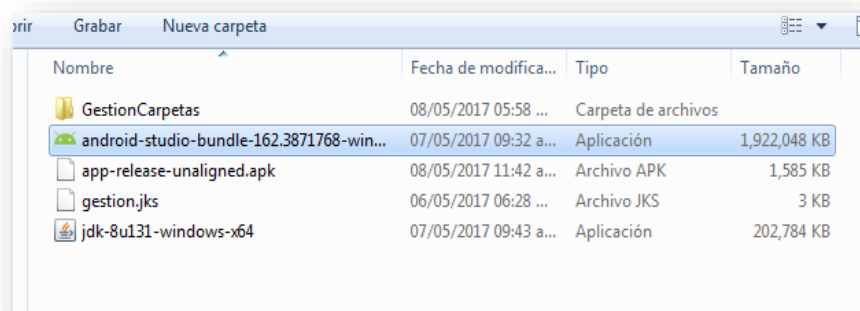 orir Grabar Nueva carpeta
Nombre Fecha de modifica... Tipo Tamaño
GestionCarpetas 08/05/2017 05:58 ... Carpeta de archivos
android-studio-bundle-162.3871768-win... 07/05/2017 09:32 a... Aplicación 1,922,048 KB
app-release-unaligned.apk 08/05/2017 11:42 a... Archivo APK 1,585 KB
gestion.jks 06/05/2017 06:28 ... Archivo JKS 3 KB
jdk-8u131-windows-x64 07/05/2017 09:43 a... Aplicación 202,784 KB